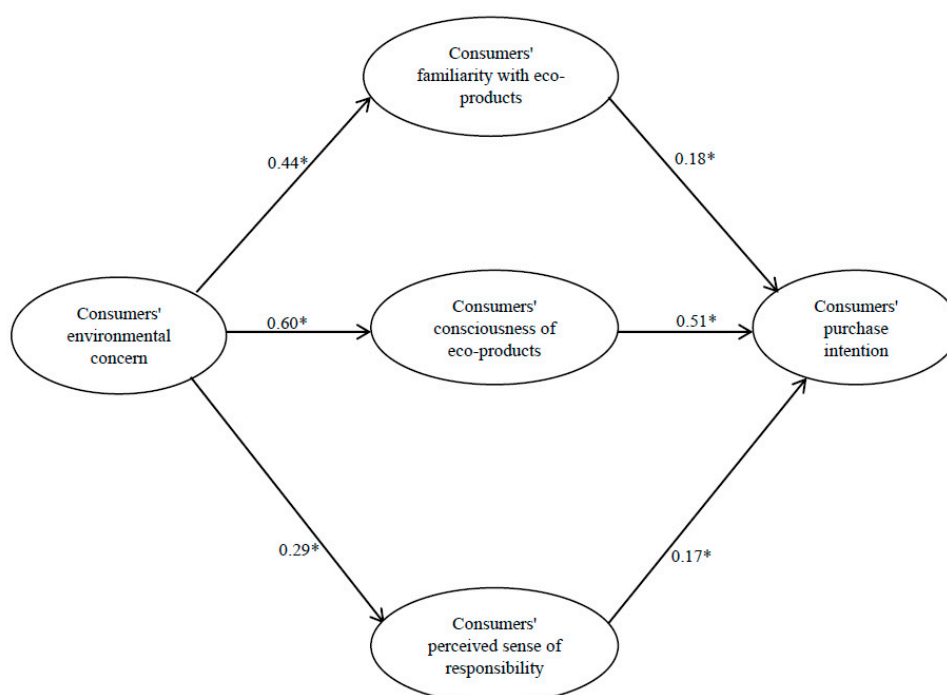 Consumers'
familiarity with eco-
products
0.44*
0.18*
Consumers'
environmental
concern
0.60*
Consumers'
consciousness of
eco-products
0.51*
Consumers'
purchase
intention
0.29*
0.17*
Consumers'
perceived sense of
responsibility